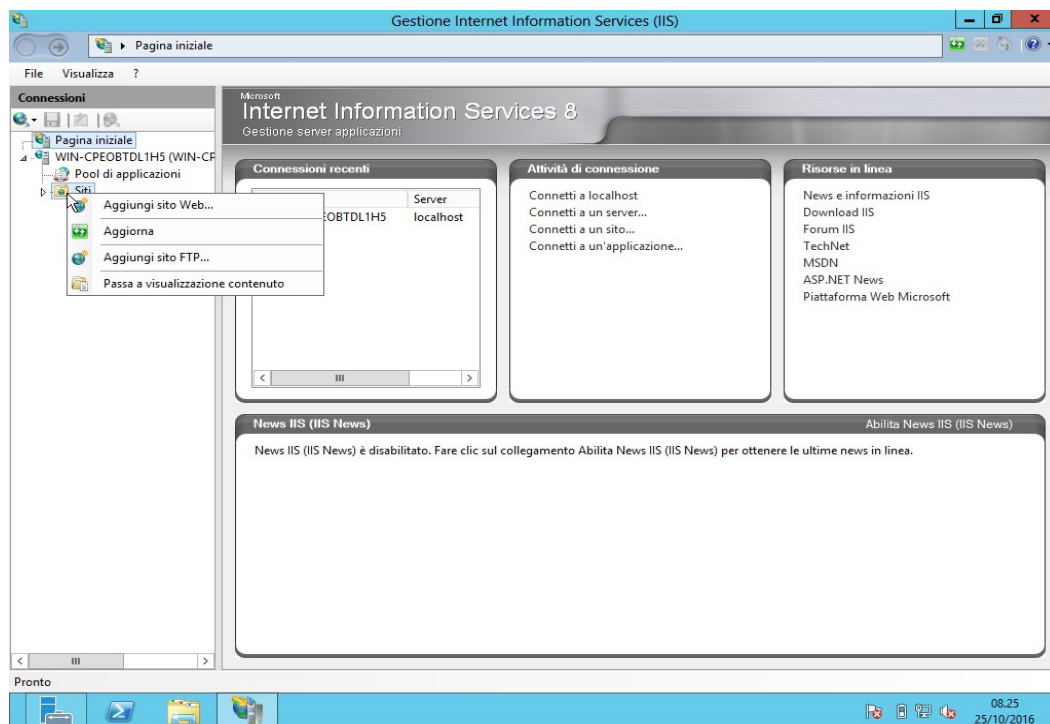 Gestione Internet Information Services (IIS)
Pagina iniziale
File Visualizza ?
Connessioni
Pagina iniziale
WIN-CPEOBTDL1H5 (WIN-CP
Pool di applicazioni
Siti
Aggiungi sito Web...
Aggiorna
Aggiungi sito FTP...
Passa a visualizzazione contenuto
Microsoft
Internet Information Services 8
Gestione server applicazioni
Connessioni recenti
Server
EOBTDL1H5 localhost
Attività di connessione
Connetti a localhost
Connetti a un server...
Connetti a un sito...
Connetti a un'applicazione...
Risorse in linea
News e informazioni IIS
Download IIS
Forum IIS
TechNet
MSDN
ASP.NET News
Piattaforma Web Microsoft
News IIS (IIS News) Abilita News IIS (IIS News)
News IIS (IIS News) è disabilitato. Fare clic sul collegamento Abilita News IIS (IIS News) per ottenere le ultime news in linea.
Pronto
08.25
25/10/2016